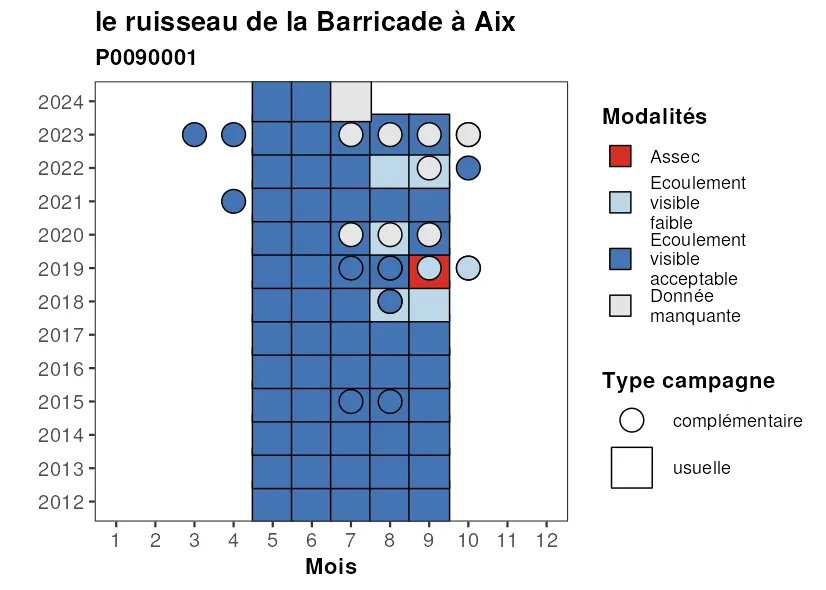 le ruisseau de la Barricade à Aix
P0090001
2024
2023
2022
2021
2020
2019
2018
2017
2016
2015
2014
2013
2012
1 2 3 4 5 6 7 8 9 10 11 12
Mois
Modalités
Assec
Ecoulement
visible
faible
Ecoulement
visible
acceptable
Donnée
manquante
Type campagne
complémentaire
usuelle